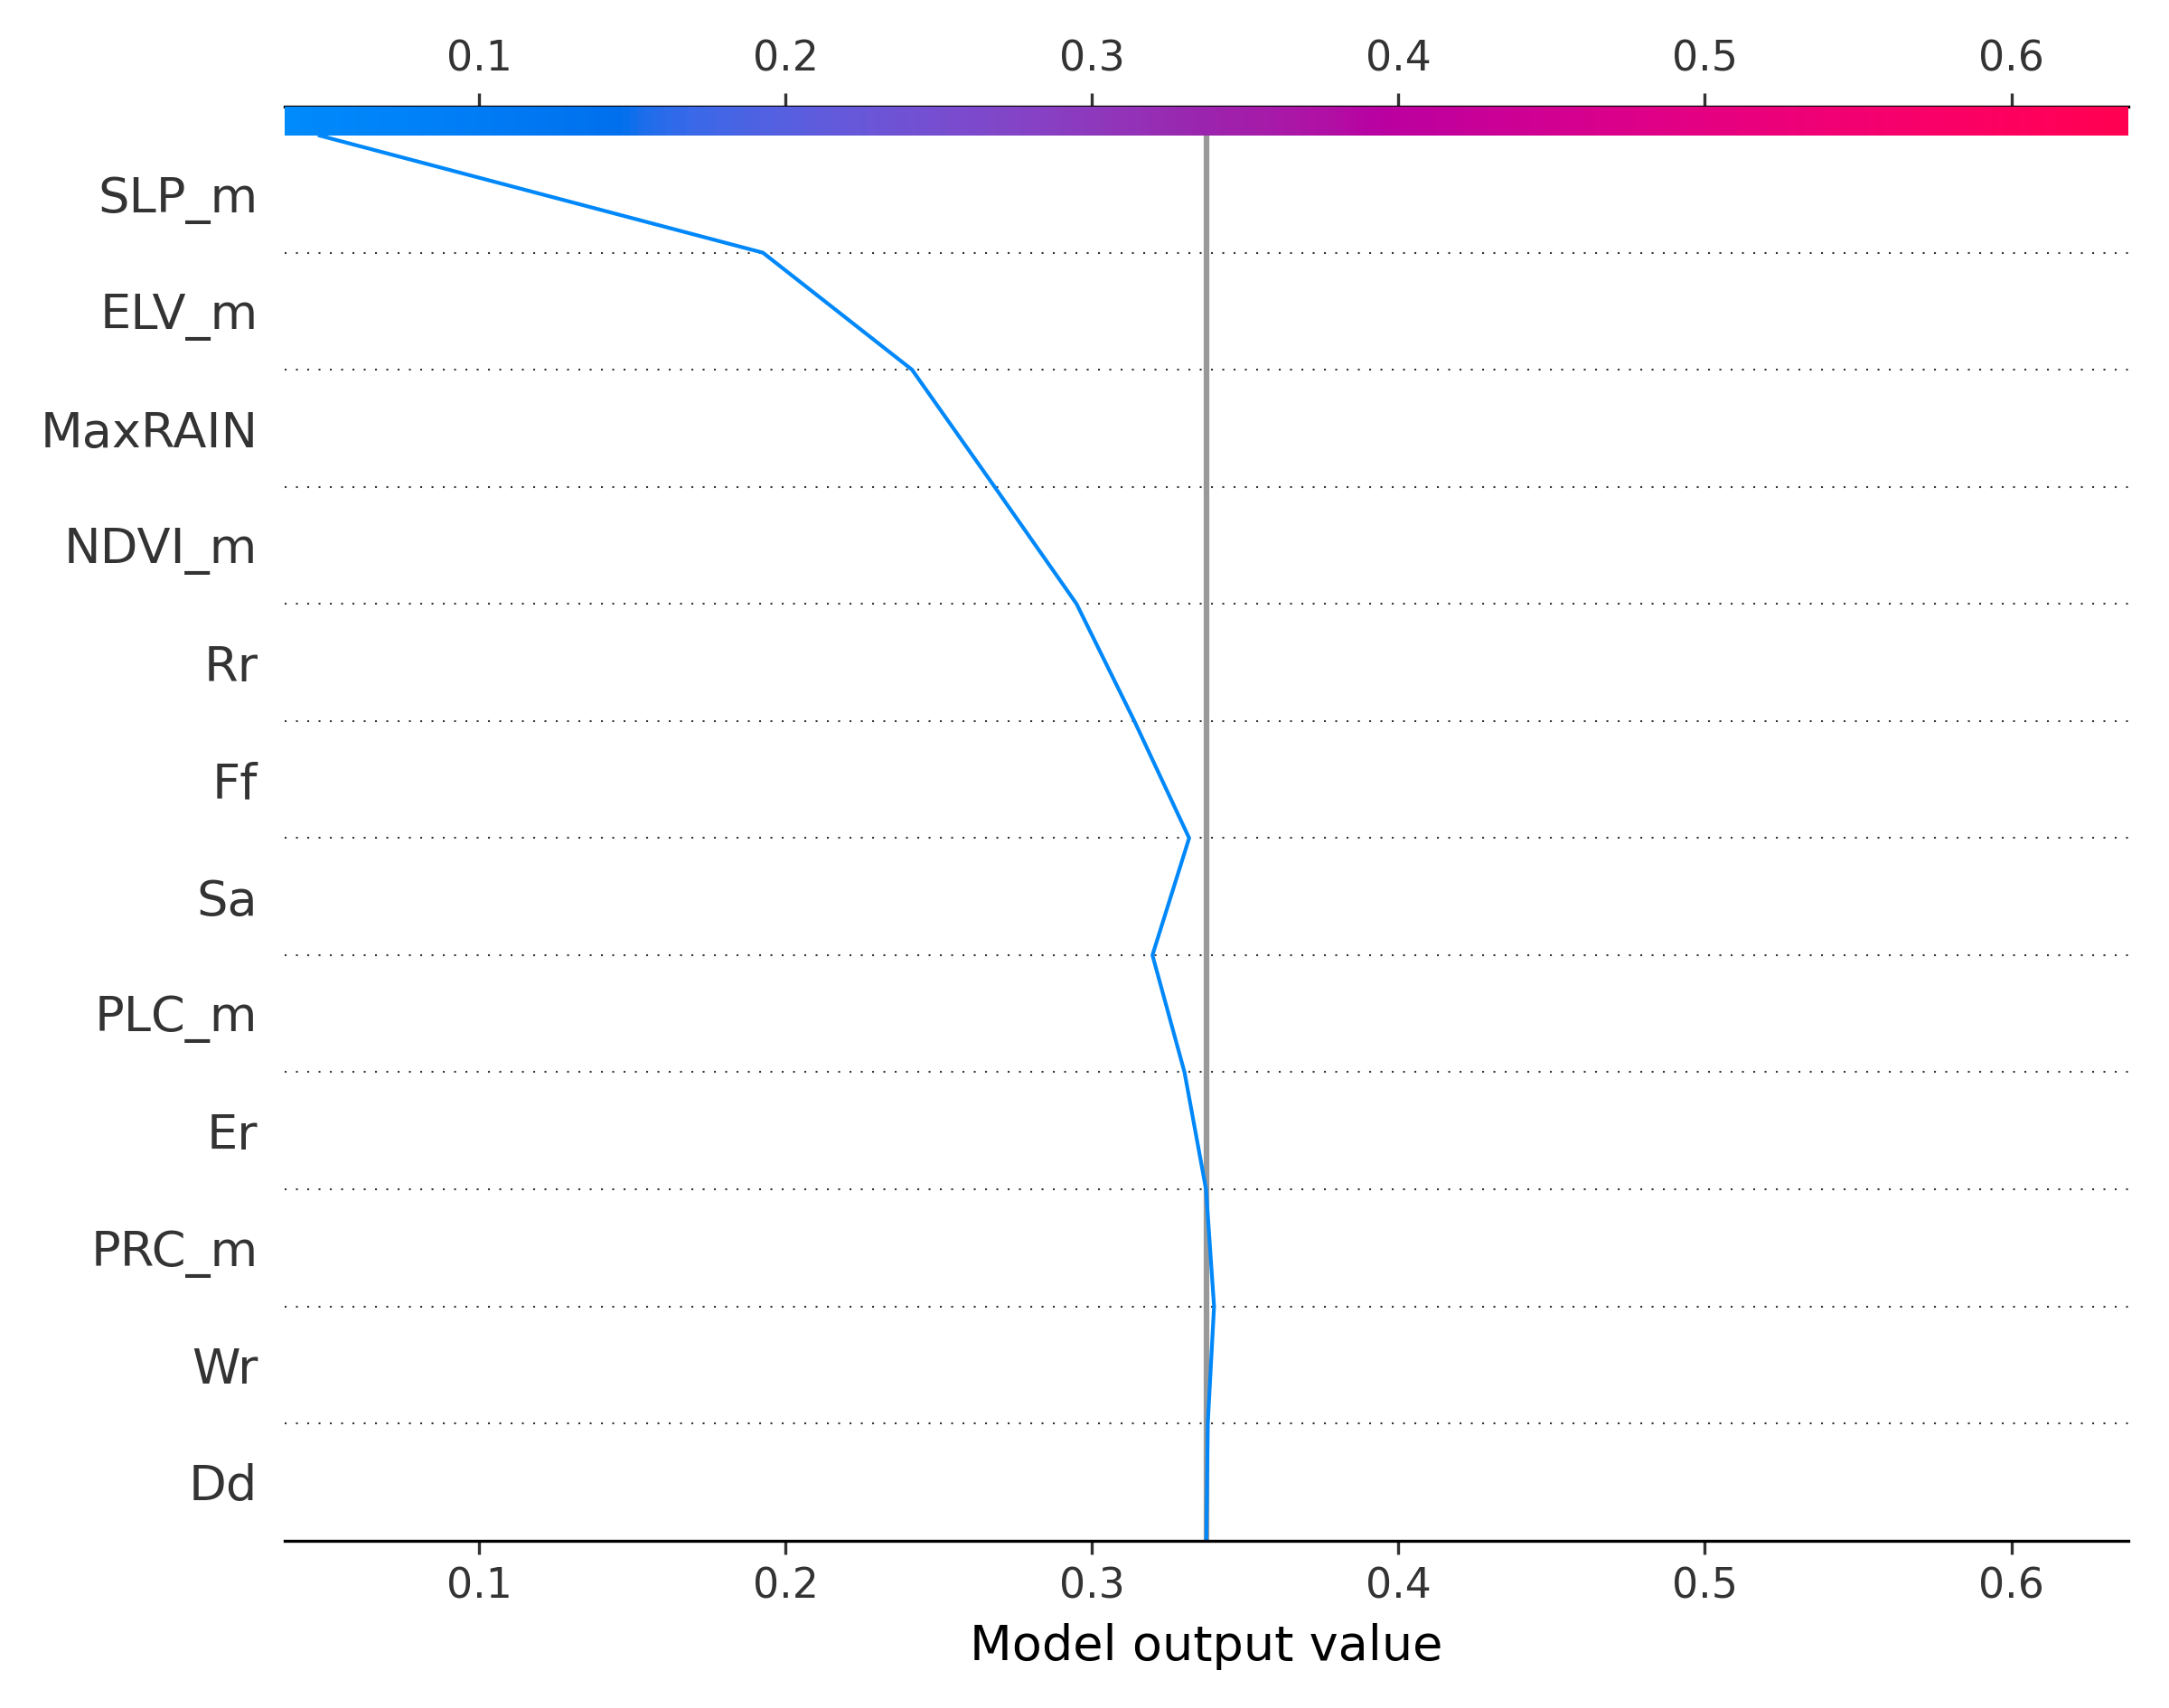 0.1 0.2 0.3 0.4 0.5 0.6
SLP_m
ELV_m
MaxRAIN
NDVI_m
Rr
Ff
Sa
PLC_m
Er
PRC_m
Wr
Dd
0.1 0.2 0.3 0.4 0.5 0.6
Model output value